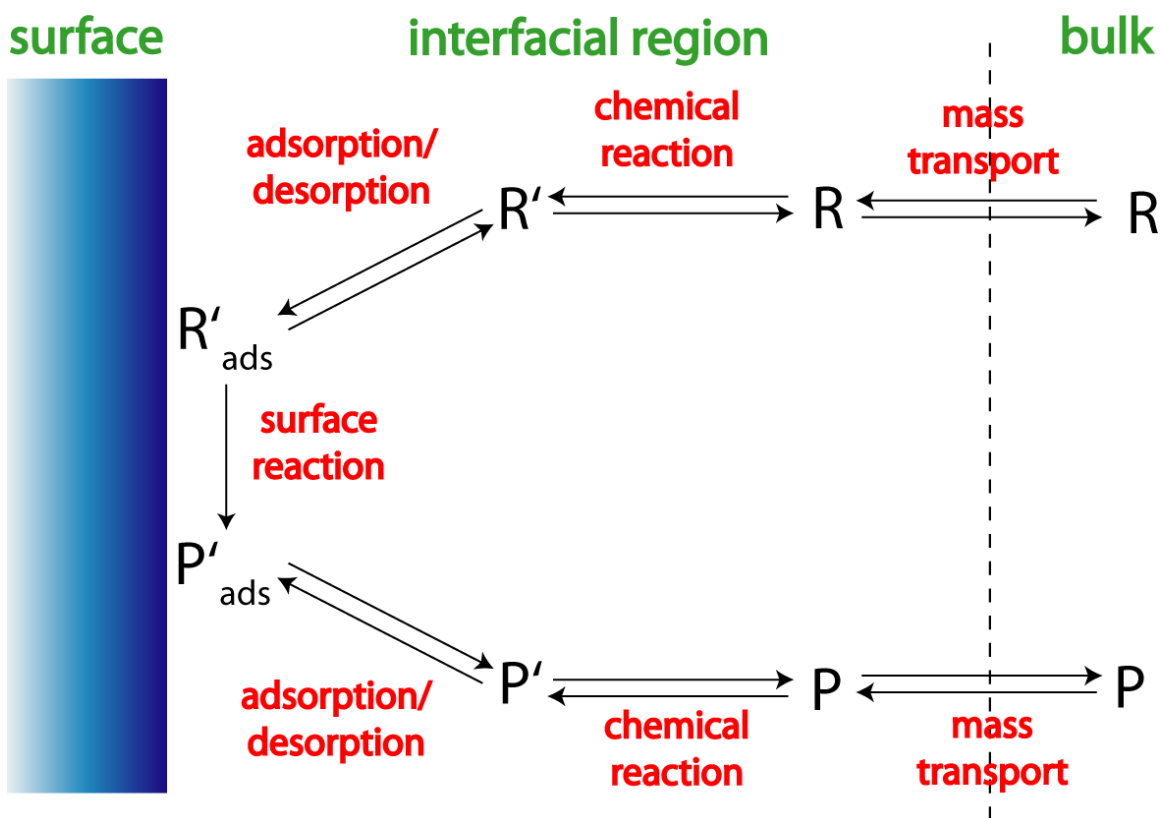 surface
interfacial region
bulk
chemical
reaction
mass
transport
adsorption/
desorption
R‘
R
R
R‘
ads
surface
reaction
P‘
ads
P‘
P
P
adsorption/
desorption
chemical
reaction
mass
transport